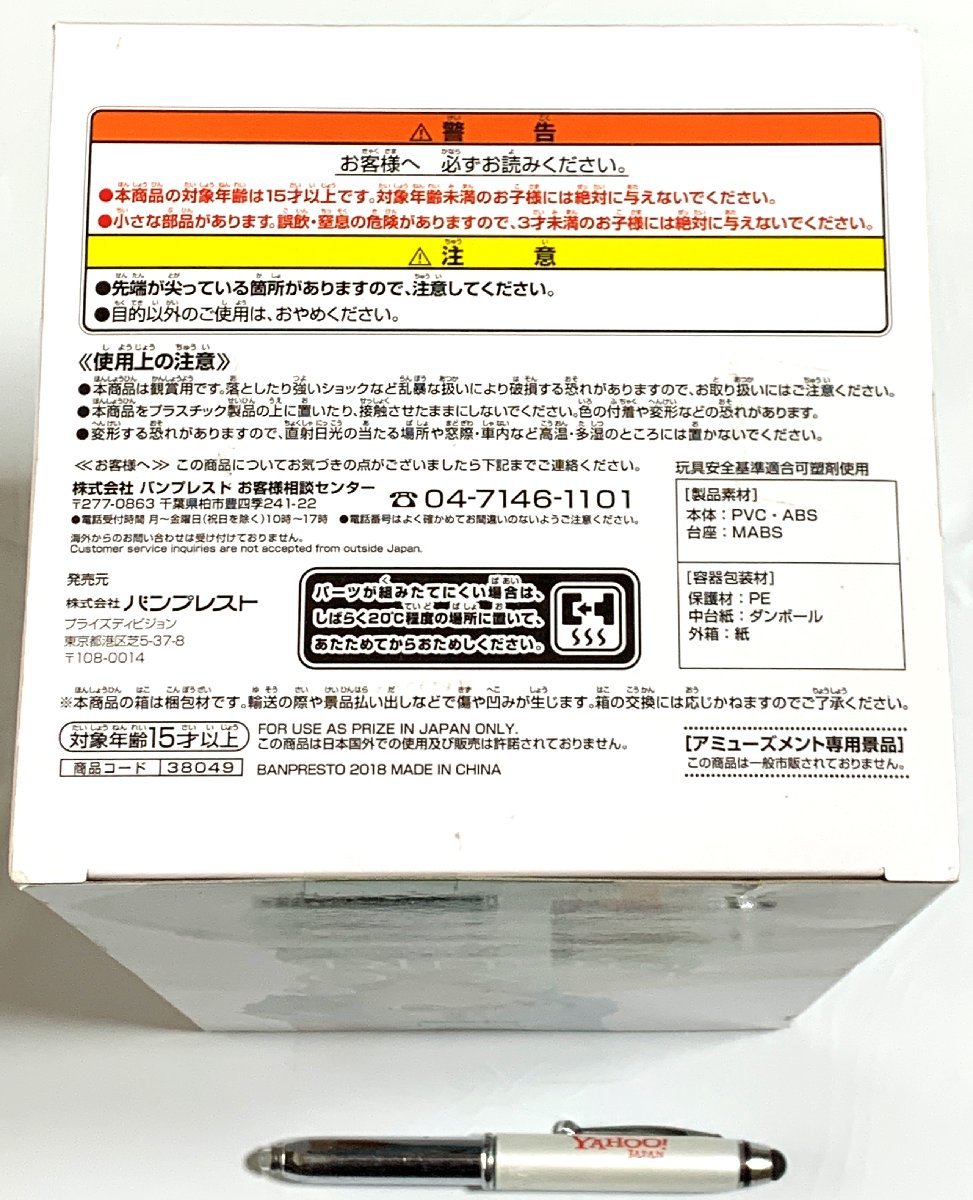 ⚠警 告
お客様へ 必ずお読みください。
●本商品の対象年齢は15才以上です。対象年齢未満のお子様には絶対に与えないでください。
●小さな部品があります。誤飲・窒息の危険がありますので、3才未満のお子様には絶対に与えないでください。
⚠注 意
●先端が尖っている箇所がありますので、注意してください。
●目的以外のご使用は、おやめください。
《使用上の注意》
●本商品は観賞用です。落としたり強いショックなど乱暴な扱いにより破損する恐れがありますので、お取り扱いにはご注意ください。
●本商品をプラスチック製品の上に置いたり、接触させたままにしないでください。色の付着や変形などの恐れがあります。
●変形する恐れがありますので、直射日光の当たる場所や窓際・車内など高温・多湿のところには置かないでください。
≪お客様へ≫ この商品についてお気づきの点がございましたら下記までご連絡ください。
株式会社 バンプレスト お客様相談センター
〒277-0863 千葉県柏市豊四季241-22
☎04-7146-1101
●電話受付時間 月〜金曜日(祝日を除く)10時〜17時 ●電話番号はよく確かめてお間違いのないようご注意ください。
海外からのお問い合わせは受け付けておりません。
Customer service inquiries are not accepted from outside Japan.
玩具安全基準適合可塑剤使用
[製品素材]
本体：PVC・ABS
台座：MABS
[容器包装材]
保護材：PE
中台紙：ダンボール
外箱：紙
発売元
株式会社 バンプレスト
プライズディビジョン
東京都港区芝5-37-8
〒108-0014
パーツが組みたてにくい場合は、
しばらく20℃程度の場所に置いて、
あたためてからおためしください。
※本商品の箱は梱包材です。輸送の際や景品払い出しなどで傷や凹みが生じます。箱の交換には応じかねますのでご了承ください。
対象年齢15才以上
商品コード 38049
FOR USE AS PRIZE IN JAPAN ONLY.
この商品は日本国外での使用及び販売は許諾されておりません。
BANPRESTO 2018 MADE IN CHINA
[アミューズメント専用景品]
この商品は一般市販されておりません。
YAHOO!
JAPAN